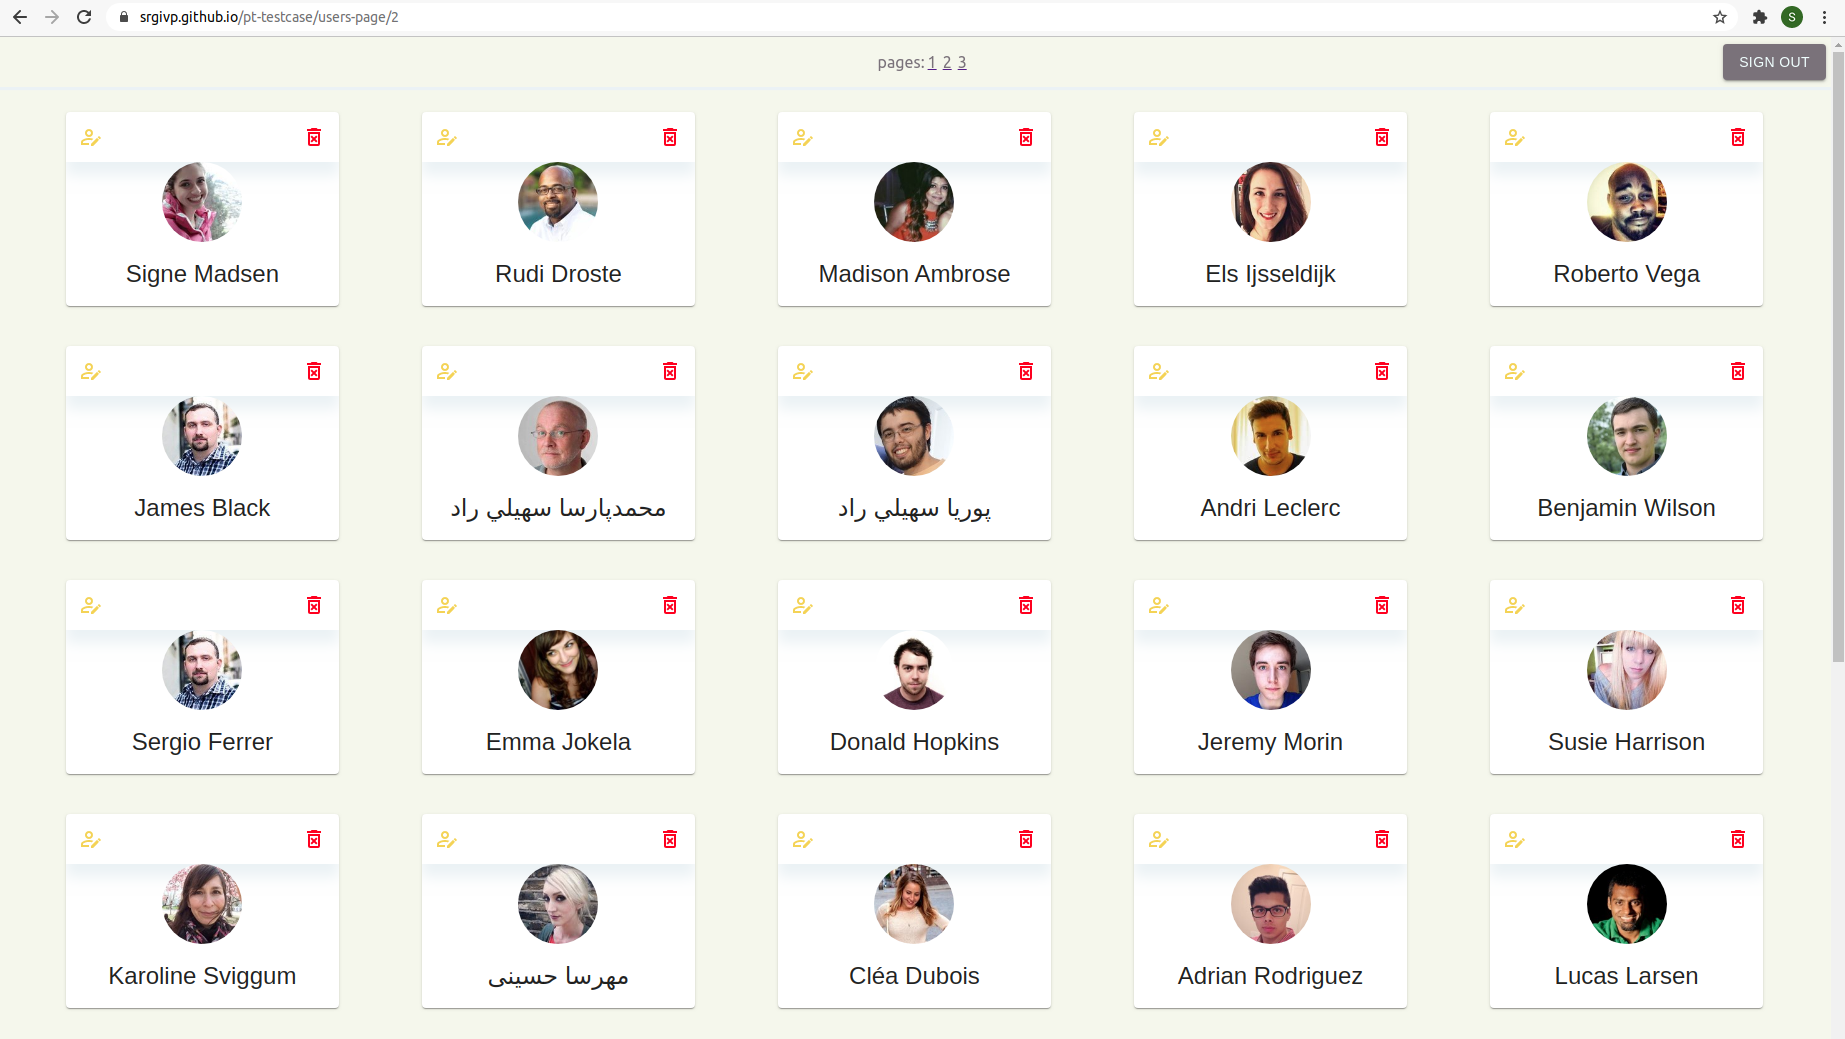 srgivp.github.io/pt-testcase/users-page/2
S
pages: 1 2 3
SIGN OUT
Signe Madsen
Rudi Droste
Madison Ambrose
Els Ijsseldijk
Roberto Vega
James Black
محمدپارسا سهيلي راد
پوریا سهيلي راد
Andri Leclerc
Benjamin Wilson
Sergio Ferrer
Emma Jokela
Donald Hopkins
Jeremy Morin
Susie Harrison
Karoline Sviggum
مهرسا حسینی
Cléa Dubois
Adrian Rodriguez
Lucas Larsen